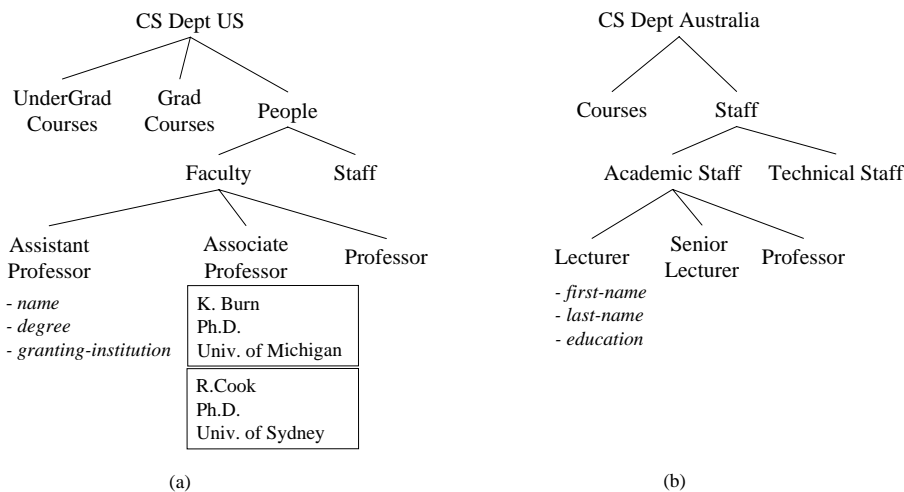 CS Dept US
UnderGrad
Courses
Grad
Courses
People
Faculty
Staff
Assistant
Professor
Associate
Professor
Professor
- name
- degree
- granting-institution
K. Burn
Ph.D.
Univ. of Michigan
R.Cook
Ph.D.
Univ. of Sydney
(a)
CS Dept Australia
Courses
Staff
Academic Staff
Technical Staff
Lecturer
Senior
Lecturer
Professor
- first-name
- last-name
- education
(b)